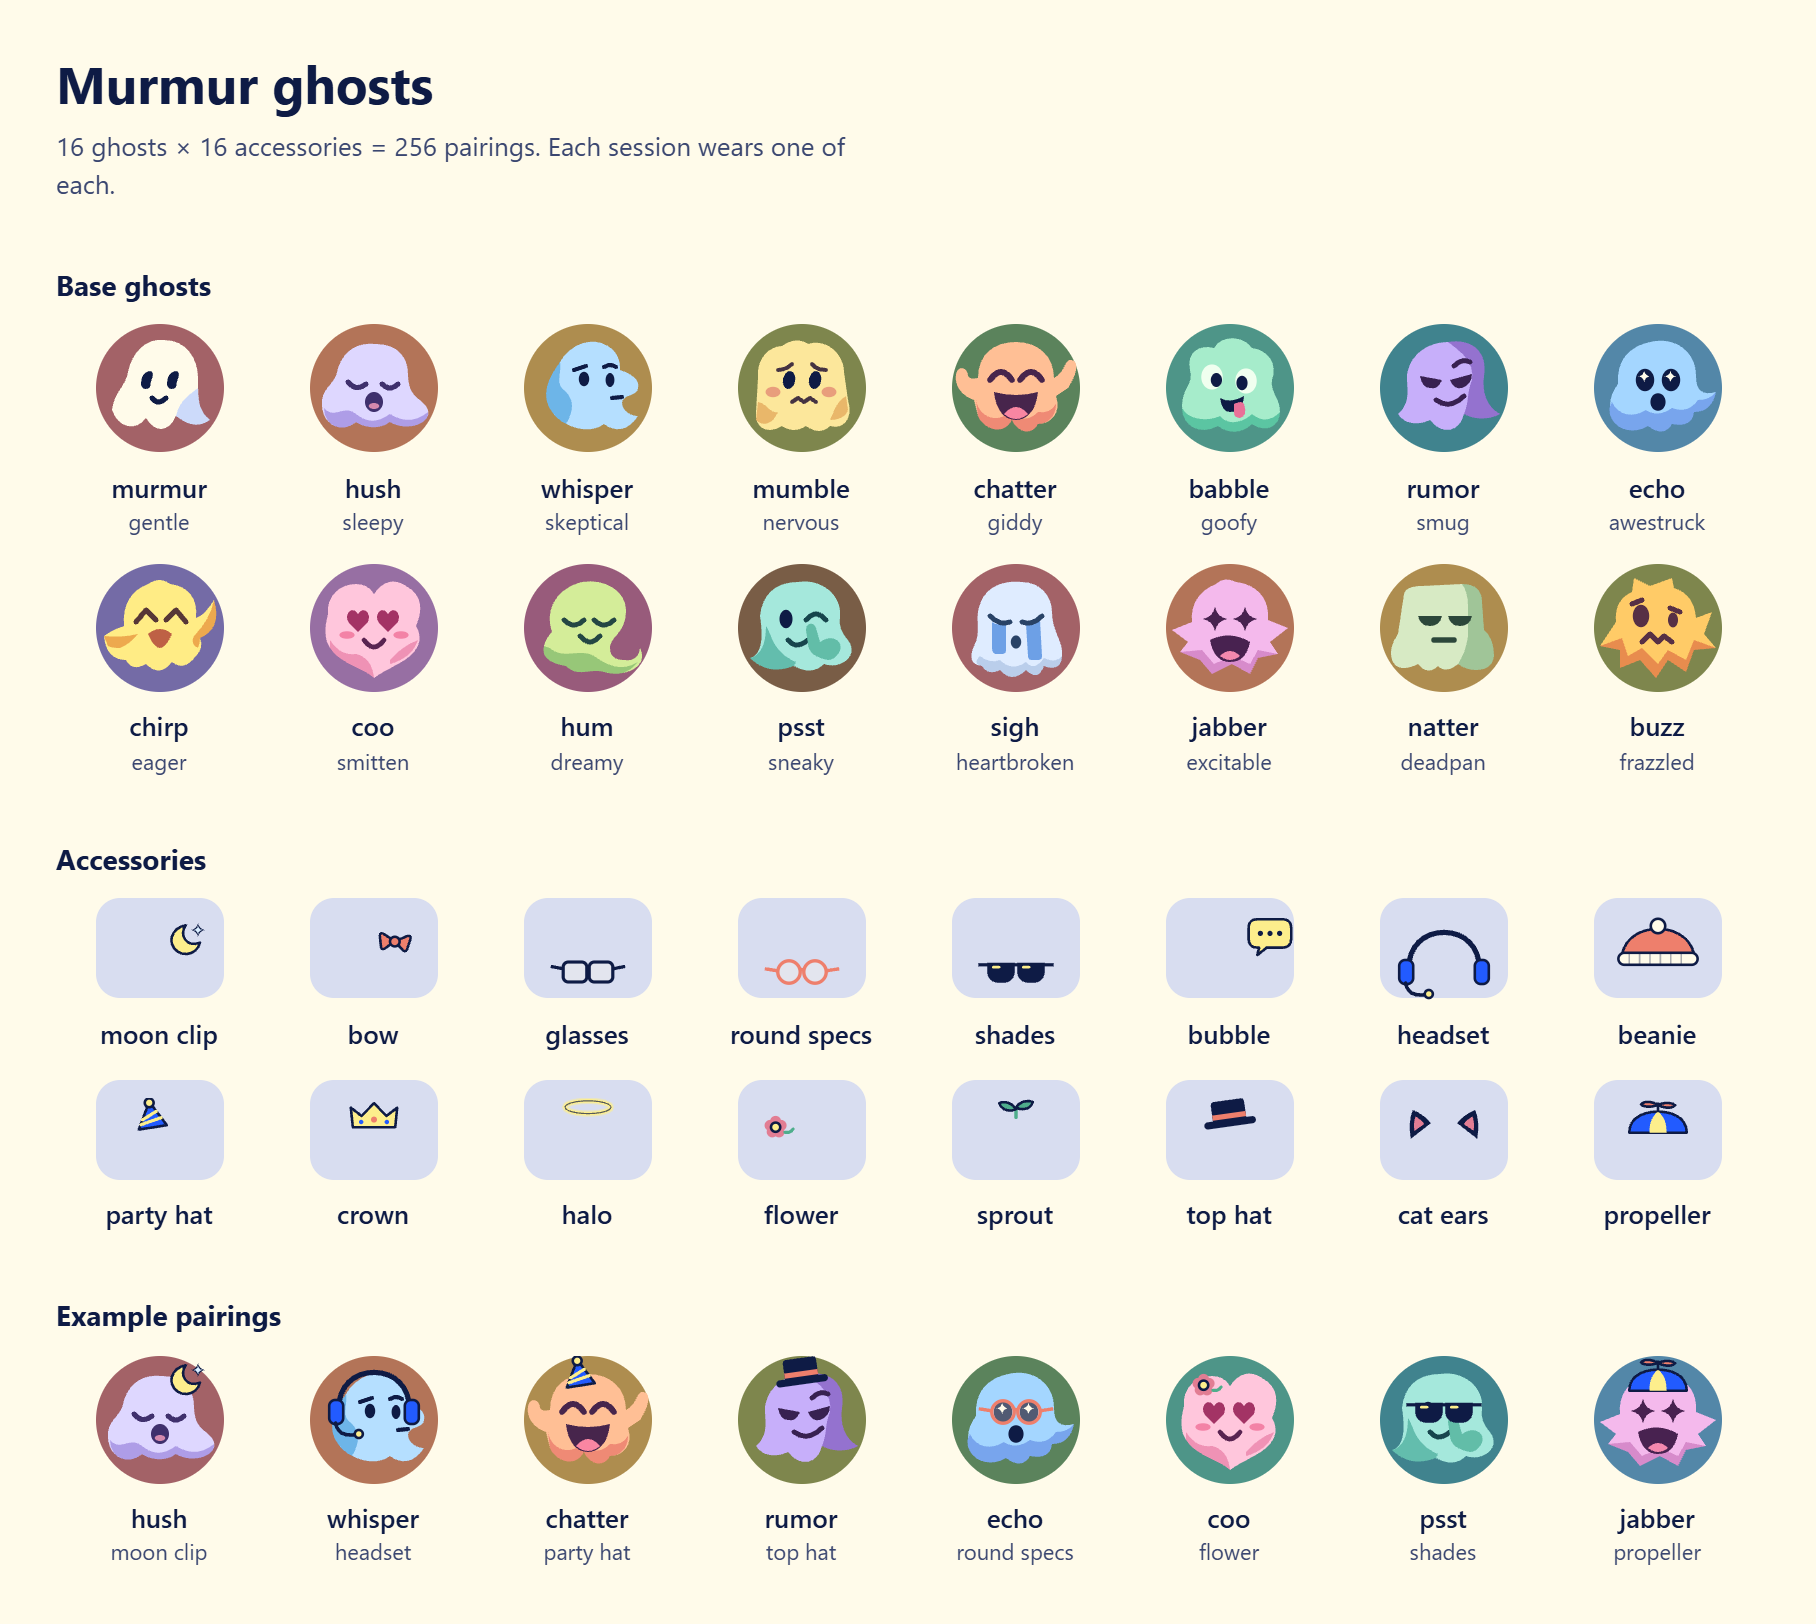 Murmur ghosts
16 ghosts × 16 accessories = 256 pairings. Each session wears one of
each.
Base ghosts
murmur hush whisper mumble chatter babble rumor echo
gentle sleepy skeptical nervous giddy goofy smug awestruck
chirp coo hum psst sigh jabber natter buzz
eager smitten dreamy sneaky heartbroken excitable deadpan frazzled
Accessories
moon clip bow glasses round specs shades bubble headset beanie
party hat crown halo flower sprout top hat cat ears propeller
Example pairings
hush whisper chatter rumor echo coo psst jabber
moon clip headset party hat top hat round specs flower shades propeller